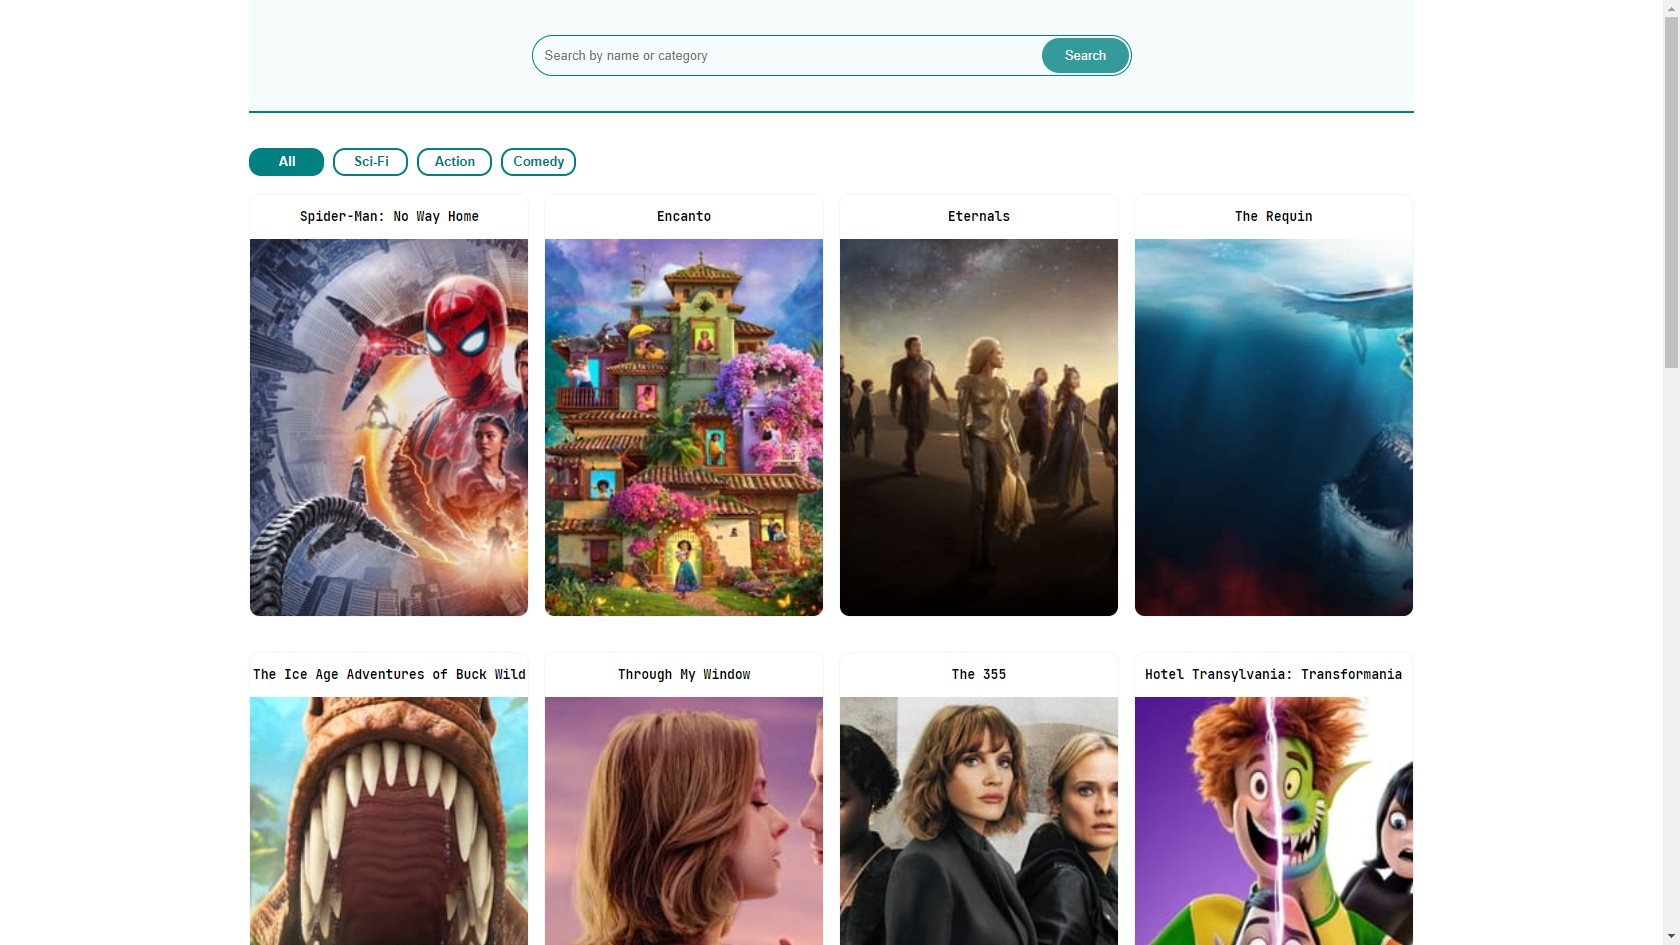 Search by name or category
Search
All
Sci-Fi
Action
Comedy
Spider-Man: No Way Home
Encanto
Eternals
The Requin
The Ice Age Adventures of Buck Wild
Through My Window
The 355
Hotel Transylvania: Transformania